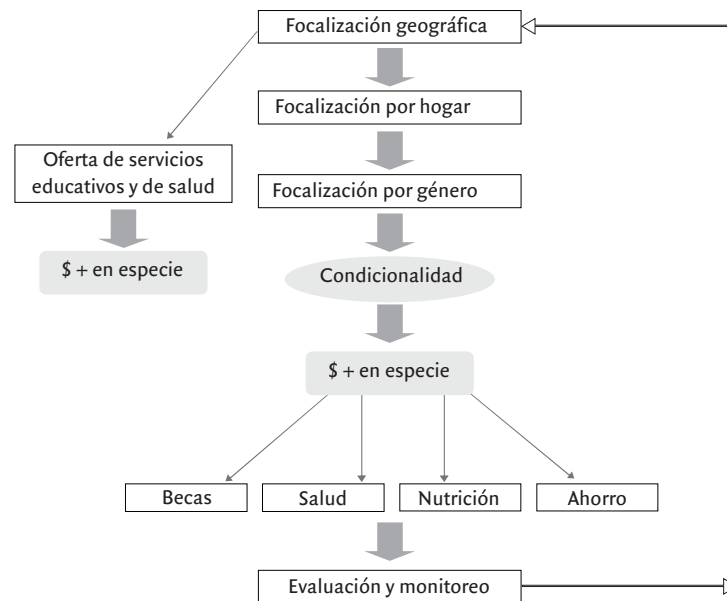 Focalización geográfica
Focalización por hogar
Oferta de servicios
educativos y de salud
Focalización por género
$ + en especie
Condicionalidad
$ + en especie
Becas
Salud
Nutrición
Ahorro
Evaluación y monitoreo